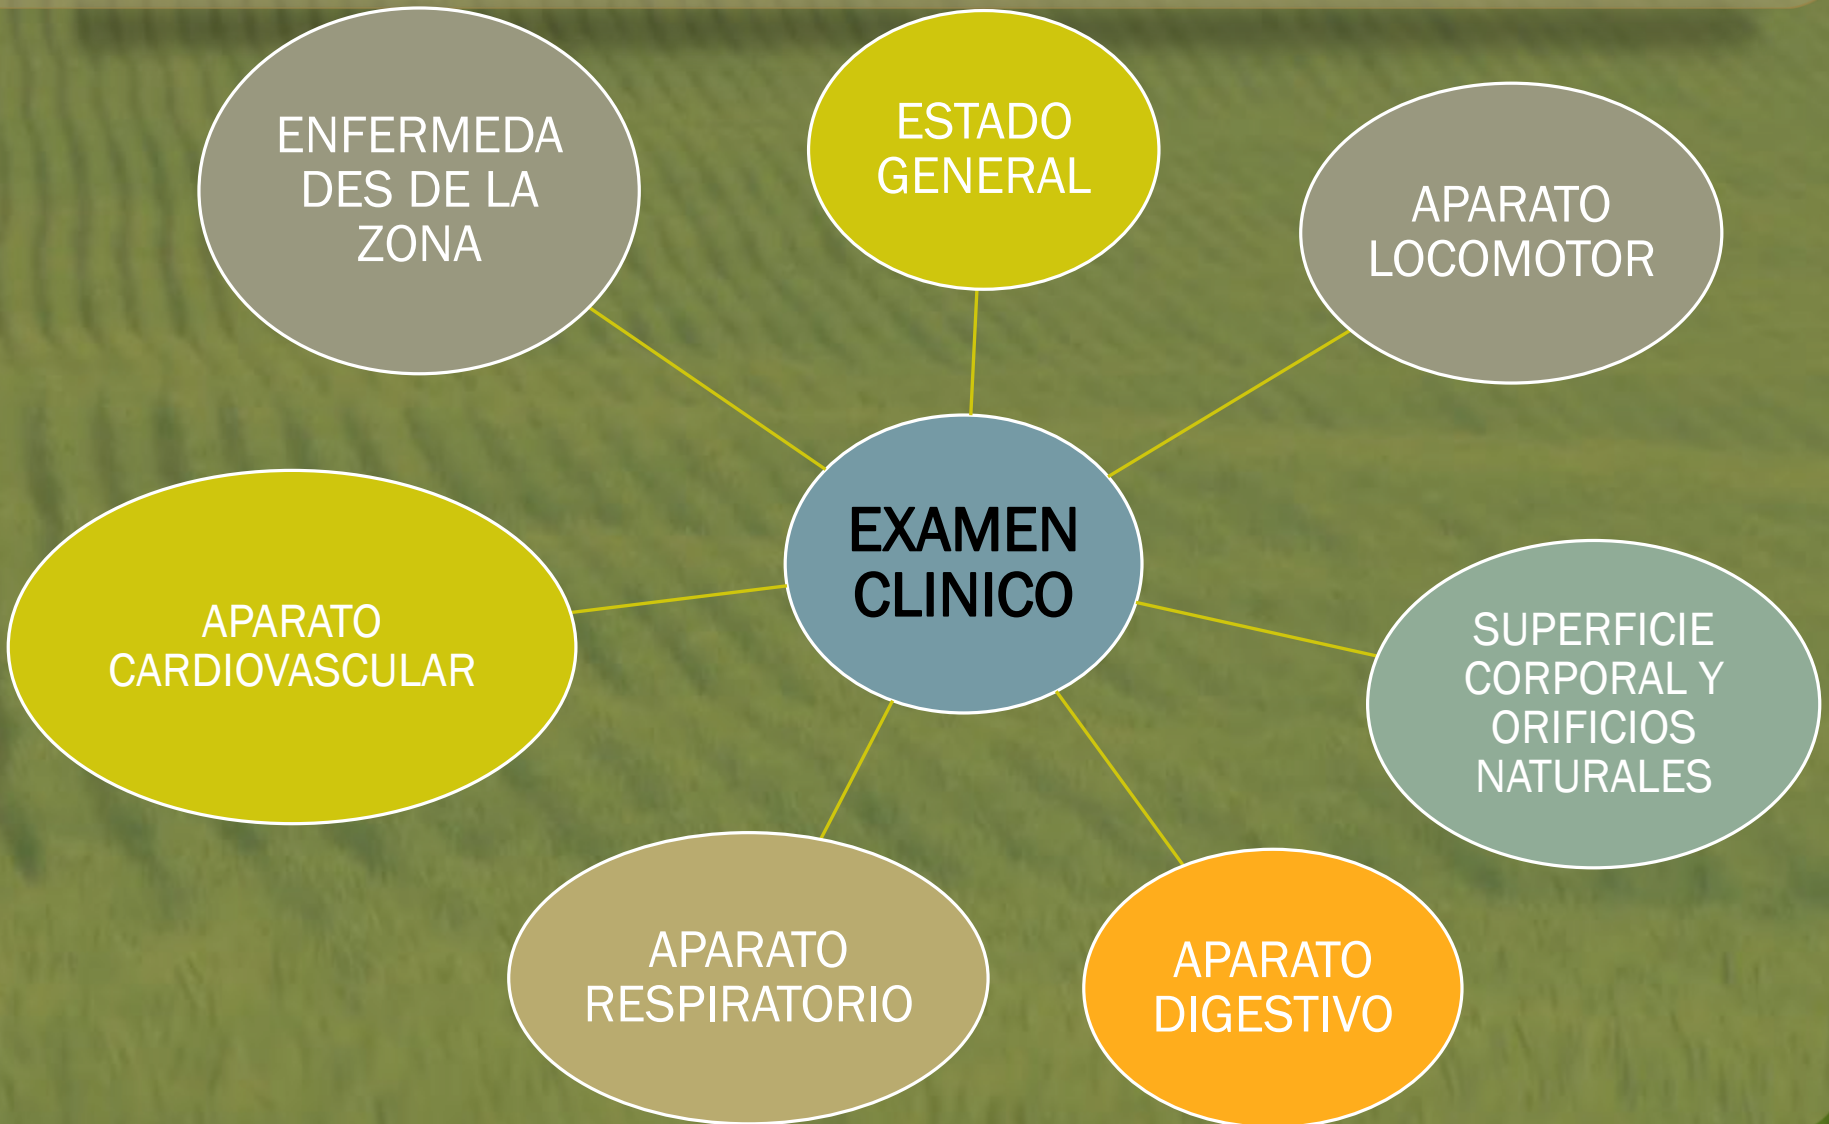 ENFERMEDA
DES DE LA
ZONA
ESTADO
GENERAL
APARATO
LOCOMOTOR
EXAMEN
CLINICO
APARATO
CARDIOVASCULAR
SUPERFICIE
CORPORAL Y
ORIFICIOS
NATURALES
APARATO
RESPIRATORIO
APARATO
DIGESTIVO